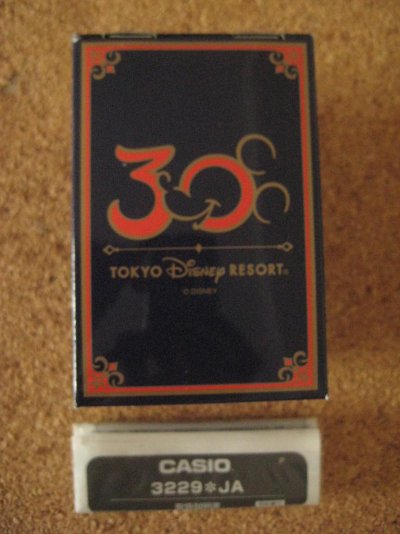 30
TOKYO Disney RESORT®
© DISNEY
CASIO
3229*JA